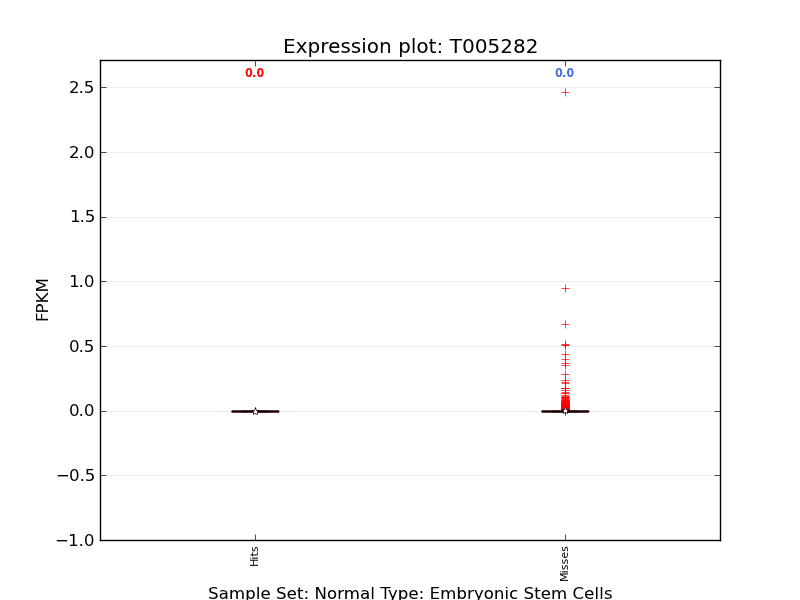 Expression plot: T005282
0.0 0.0
2.5
2.0
1.5
1.0
0.5
0.0
−0.5
−1.0
FPKM
Hits Misses
Sample Set: Normal Type: Embryonic Stem Cells